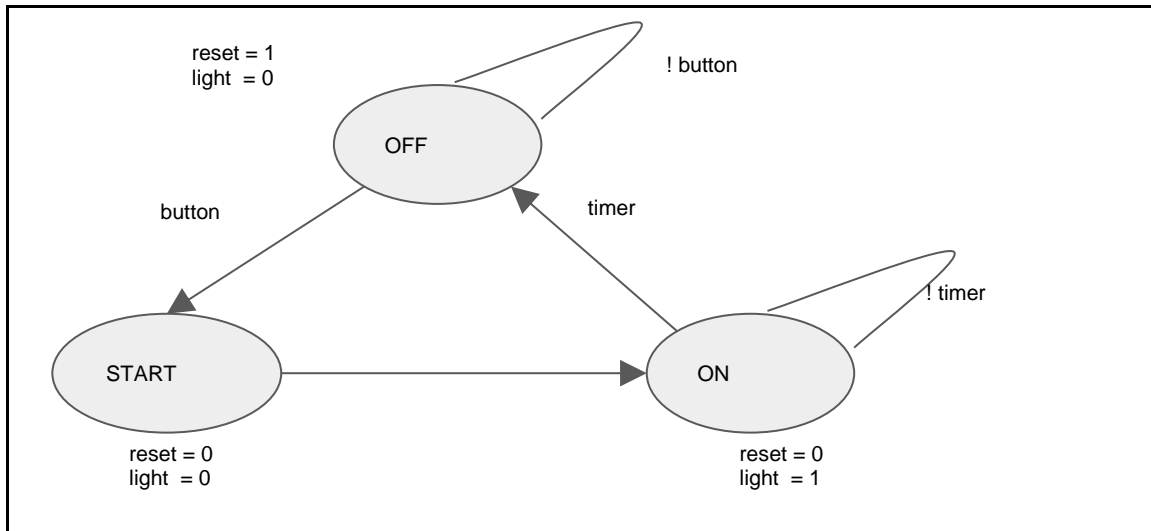 reset = 1
light = 0
! button
OFF
button
timer
! timer
START
ON
reset = 0
light = 0
reset = 0
light = 1